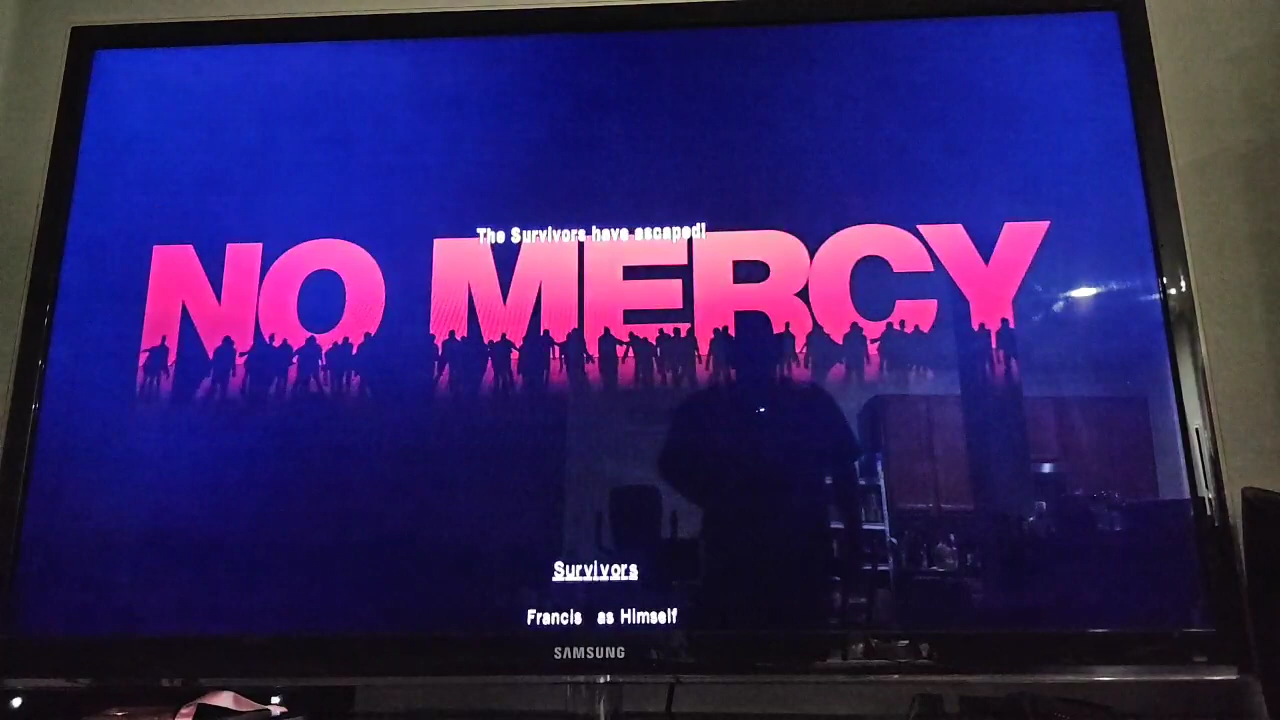 The Survivors have escaped!
NO MERCY
Survivors
Francis as Himself
SAMSUNG